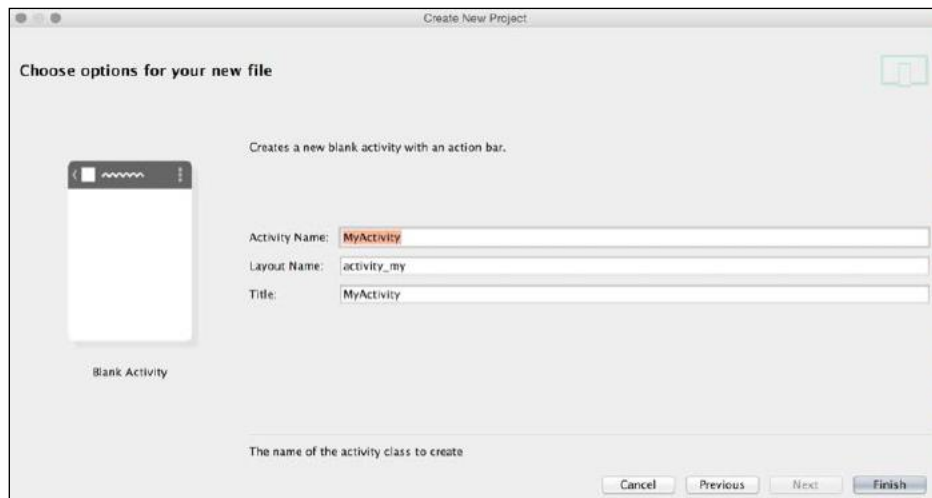 Create New Project
Choose options for your new file
Creates a new blank activity with an action bar.
Activity Name: MyActivity
Layout Name: activity_my
Title: MyActivity
Blank Activity
The name of the activity class to create
Cancel Previous Next Finish